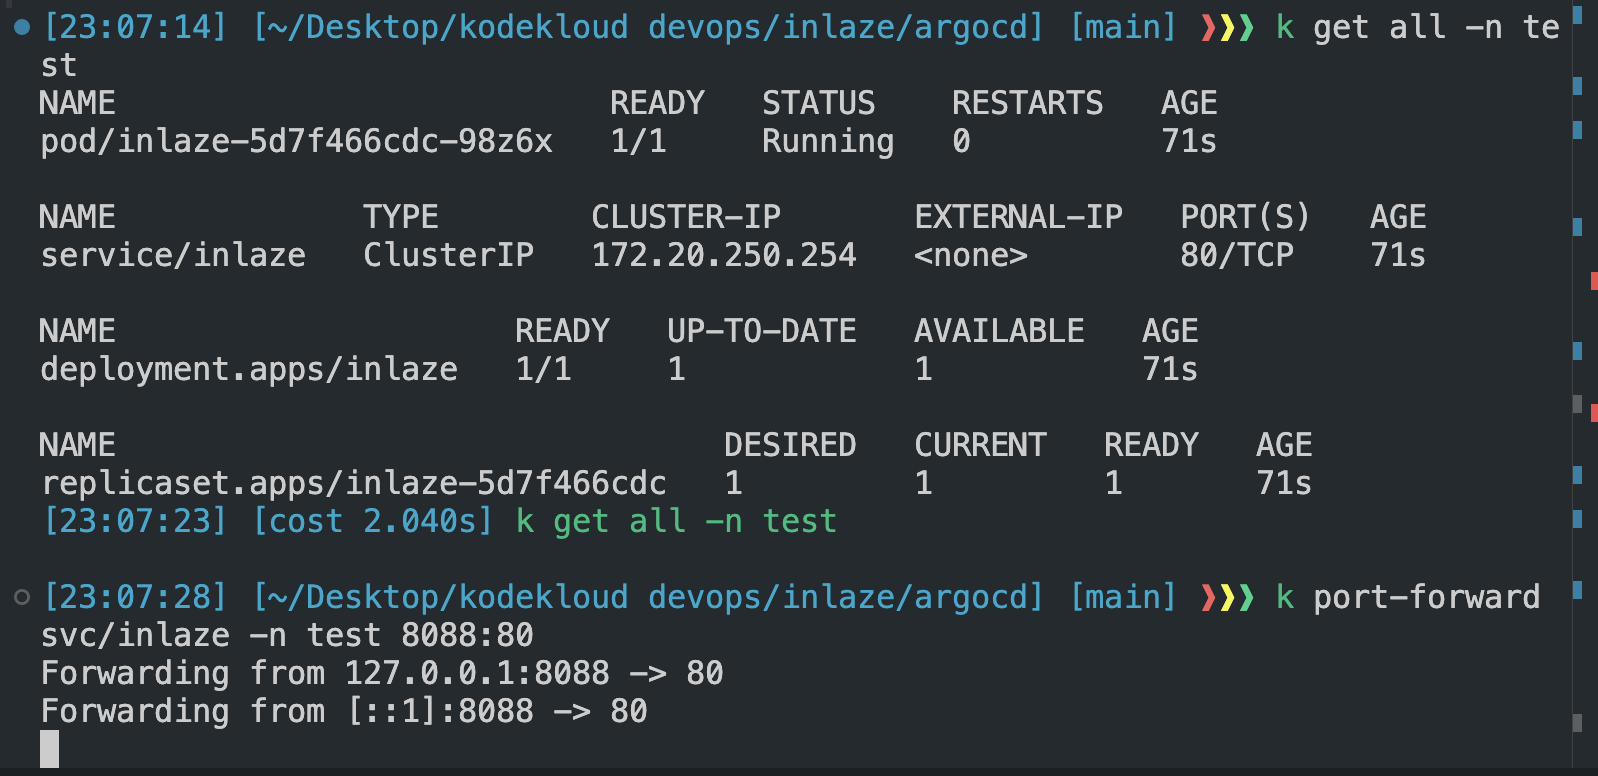 [23:07:14] [~/Desktop/kodekloud devops/inlaze/argocd] [main] ❯❯❯ k get all -n te
st
NAME                          READY   STATUS    RESTARTS   AGE
pod/inlaze-5d7f466cdc-98z6x   1/1     Running   0          71s
NAME             TYPE        CLUSTER-IP       EXTERNAL-IP   PORT(S)   AGE
service/inlaze   ClusterIP   172.20.250.254   <none>        80/TCP    71s
NAME                     READY   UP-TO-DATE   AVAILABLE   AGE
deployment.apps/inlaze   1/1     1            1           71s
NAME                                DESIRED   CURRENT   READY   AGE
replicaset.apps/inlaze-5d7f466cdc   1         1         1       71s
[23:07:23] [cost 2.040s] k get all -n test
[23:07:28] [~/Desktop/kodekloud devops/inlaze/argocd] [main] ❯❯❯ k port-forward
svc/inlaze -n test 8088:80
Forwarding from 127.0.0.1:8088 -> 80
Forwarding from [::1]:8088 -> 80